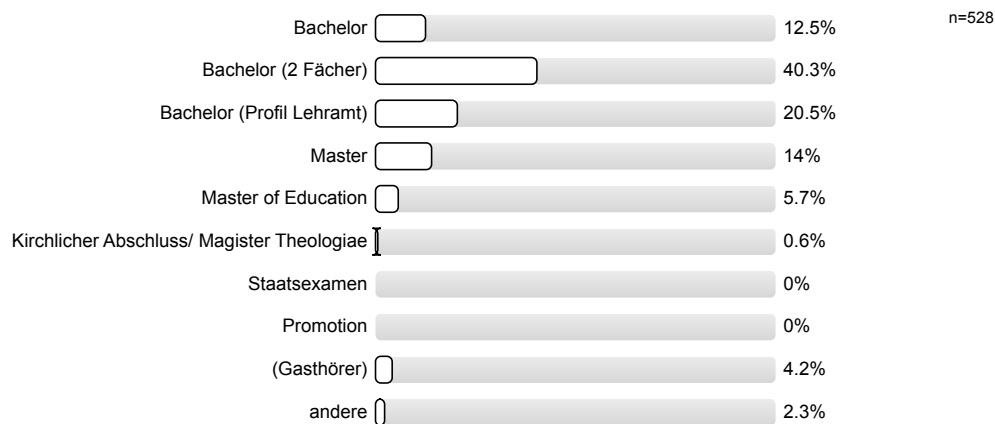 n=528
Bachelor 12.5%
Bachelor (2 Fächer) 40.3%
Bachelor (Profil Lehramt) 20.5%
Master 14%
Master of Education 5.7%
Kirchlicher Abschluss/ Magister Theologiae 0.6%
Staatsexamen 0%
Promotion 0%
(Gasthörer) 4.2%
andere 2.3%